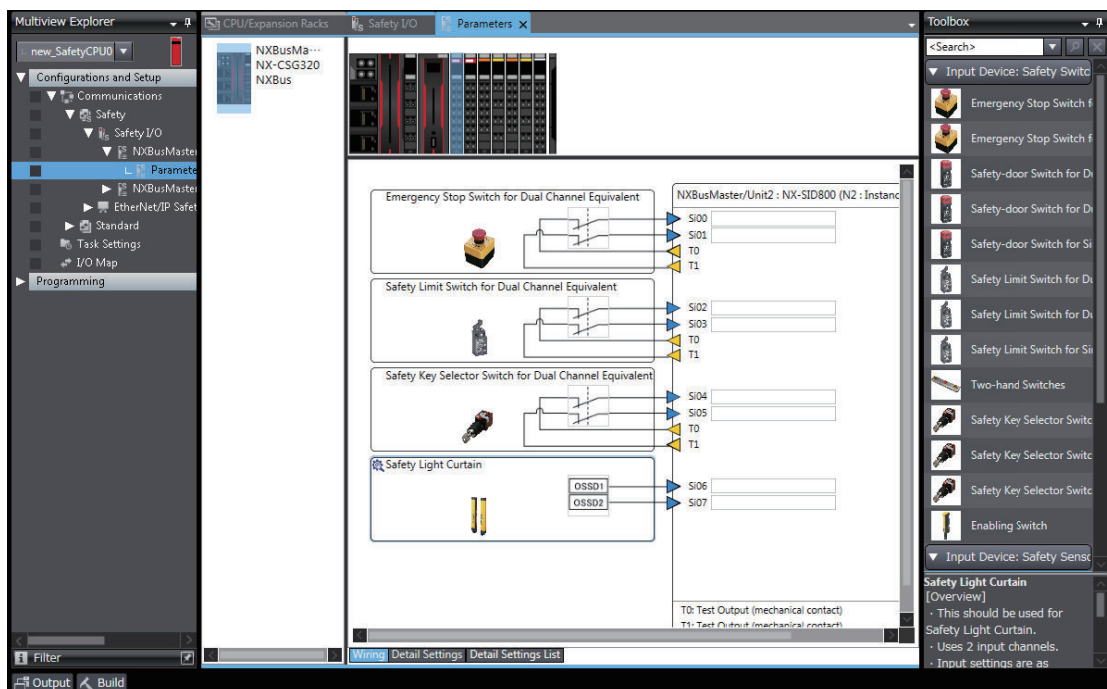 Multiview Explorer
new_SafetyCPU0
Configurations and Setup
Communications
Safety
Safety I/O
NXBusMaster
Paramete
NXBusMaster
EtherNet/IP Safet
Standard
Task Settings
I/O Map
Programming
Filter
Output Build
CPU/Expansion Racks Safety I/O Parameters
NXBusMa...
NX-CSG320
NXBus
Emergency Stop Switch for Dual Channel Equivalent
NXBusMaster/Unit2 : NX-SID800 (N2 : Instanc
Si00
Si01
T0
T1
Safety Limit Switch for Dual Channel Equivalent
Si02
Si03
T0
T1
Safety Key Selector Switch for Dual Channel Equivalent
Si04
Si05
T0
T1
Safety Light Curtain
OSSD1 Si06
OSSD2 Si07
T0: Test Output (mechanical contact)
T1: Test Output (mechanical contact)
Wiring Detail Settings Detail Settings List
Toolbox
<Search>
Input Device: Safety Switc
Emergency Stop Switch f
Emergency Stop Switch f
Safety-door Switch for D
Safety-door Switch for D
Safety-door Switch for Si
Safety Limit Switch for Du
Safety Limit Switch for Du
Safety Limit Switch for Si
Two-hand Switches
Safety Key Selector Switc
Safety Key Selector Switc
Safety Key Selector Switc
Enabling Switch
Input Device: Safety Senso
Safety Light Curtain
[Overview]
· This should be used for
Safety Light Curtain.
· Uses 2 input channels.
· Input settings are as